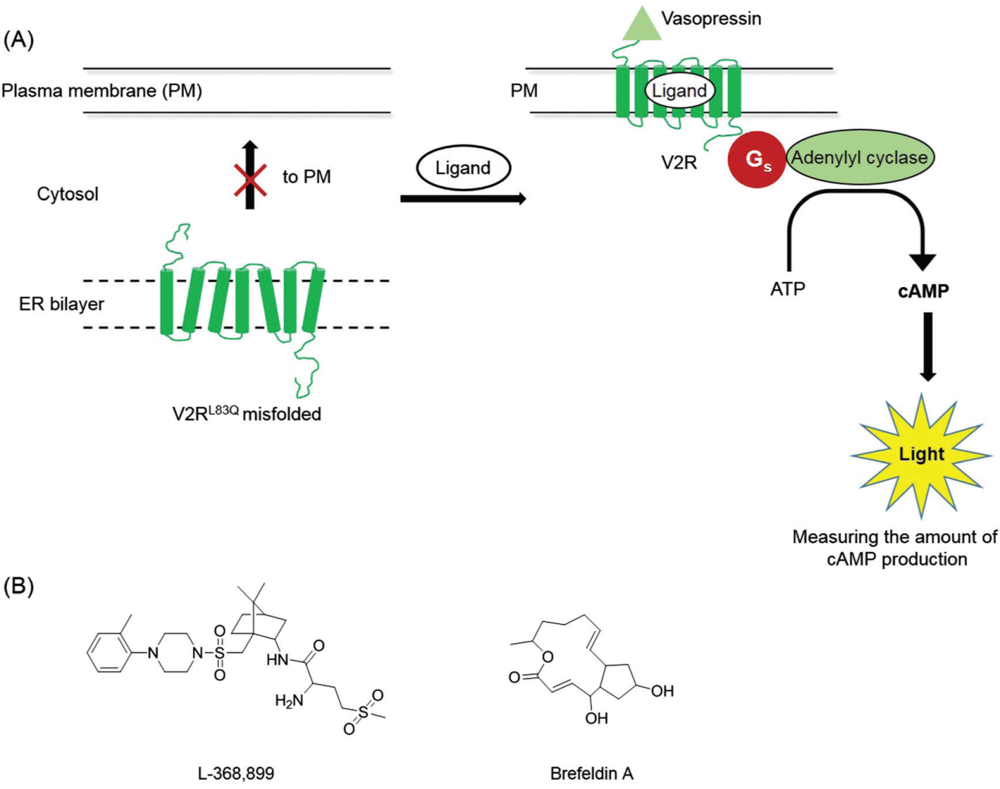 (A)
Vasopressin
Plasma membrane (PM)
PM
Ligand
V2R
Gs
Adenylyl cyclase
to PM
Ligand
Cytosol
ATP
cAMP
ER bilayer
V2RL83Q misfolded
Light
Measuring the amount of
cAMP production
(B)
O
S
O
N
N
HN
O
H2N
S
O
O
L-368,899
O
O
OH
OH
Brefeldin A